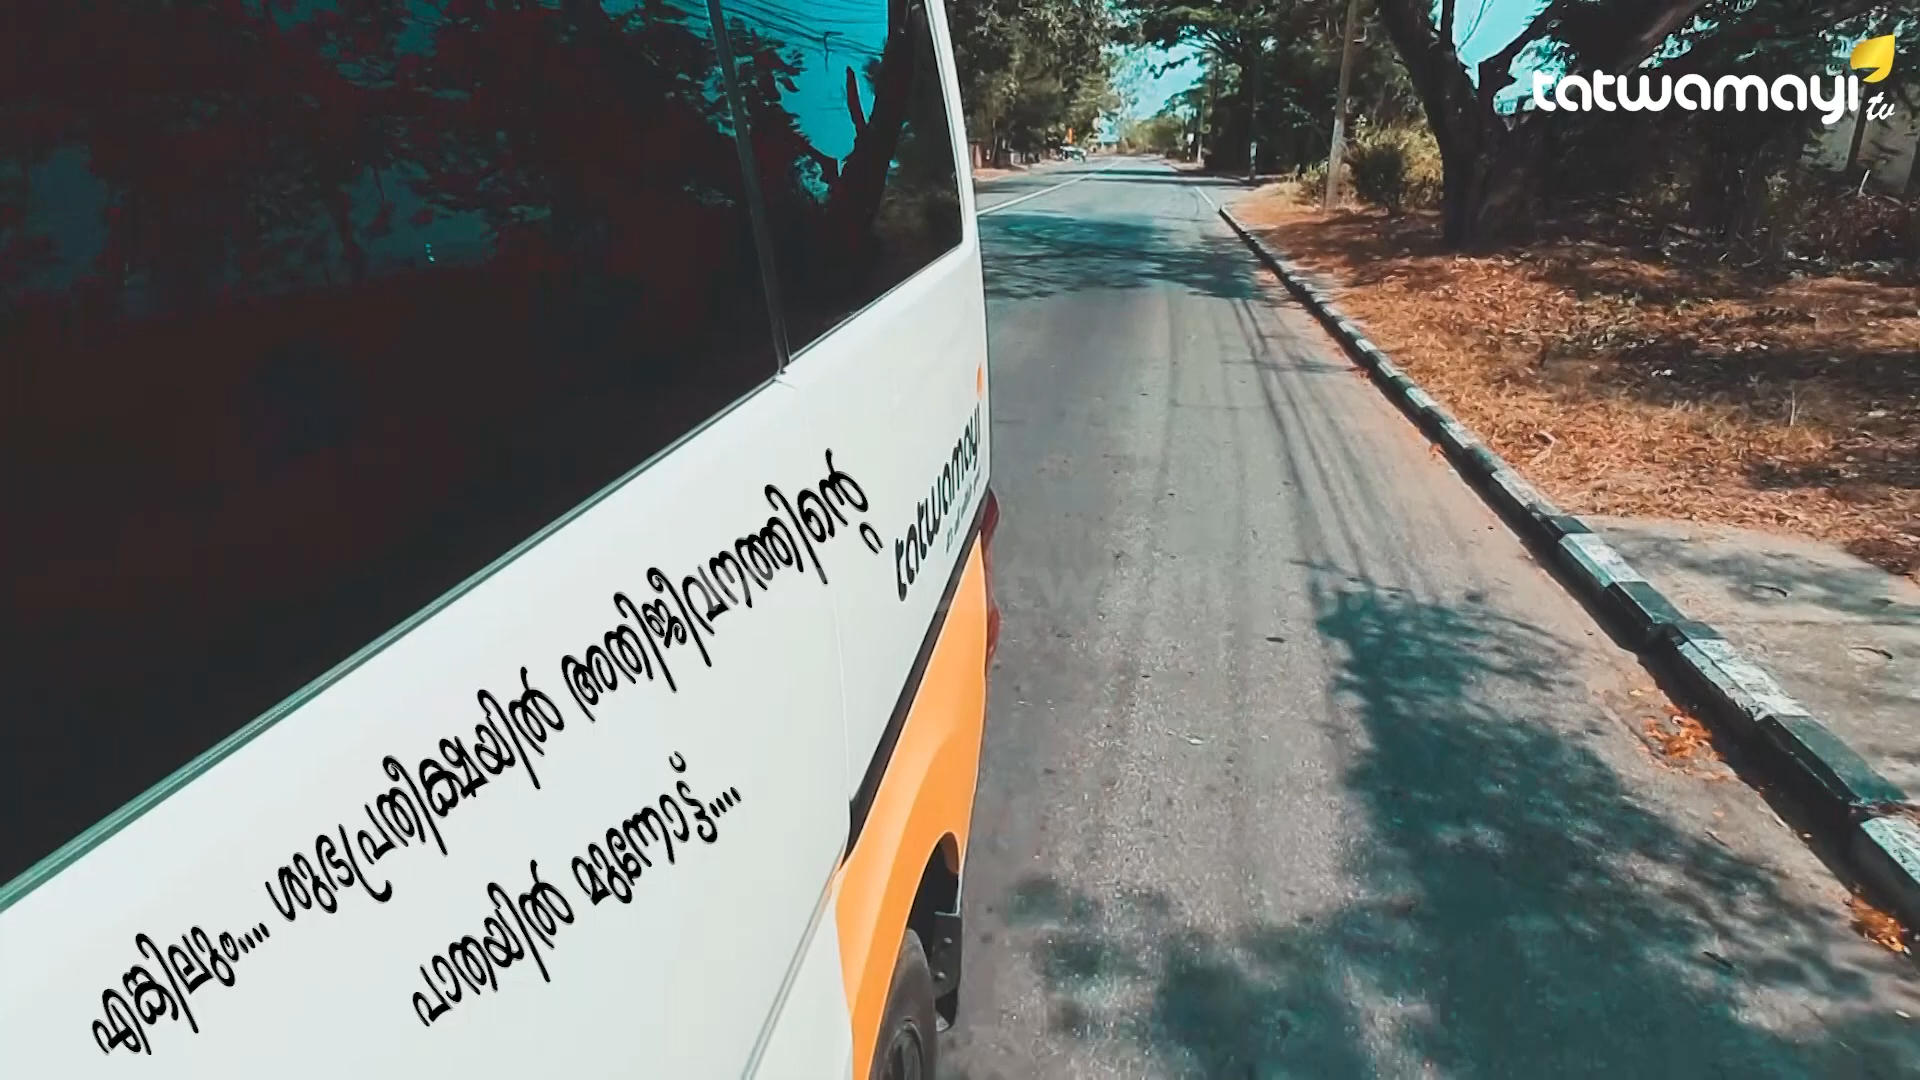 tatwamayi tv
tatwamayi
എങ്കിലും.... ശുഭപ്രതീക്ഷയിൽ അതിജീവനത്തിന്റെ
പാതയിൽ മുന്നോട്ട്....